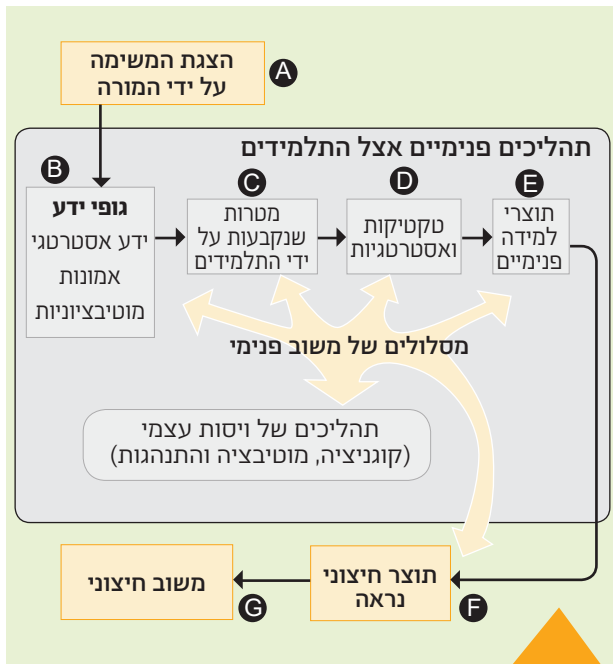 הצגת המשימה
על ידי המורה
A
תהליכים פנימיים אצל התלמידים
B
גופי ידע
ידע אסטרטגי
אמונות
מוטיבציוניות
C
מטרות
שנקבעות על
ידי התלמידים
D
טקטיקות
ואסטרטגיות
E
תוצרי
למידה
פנימיים
מסלולים של משוב פנימי
תהליכים של ויסות עצמי
(קוגניציה, מוטיבציה והתנהגות)
תוצר חיצוני
נראה
F
משוב חיצוני
G